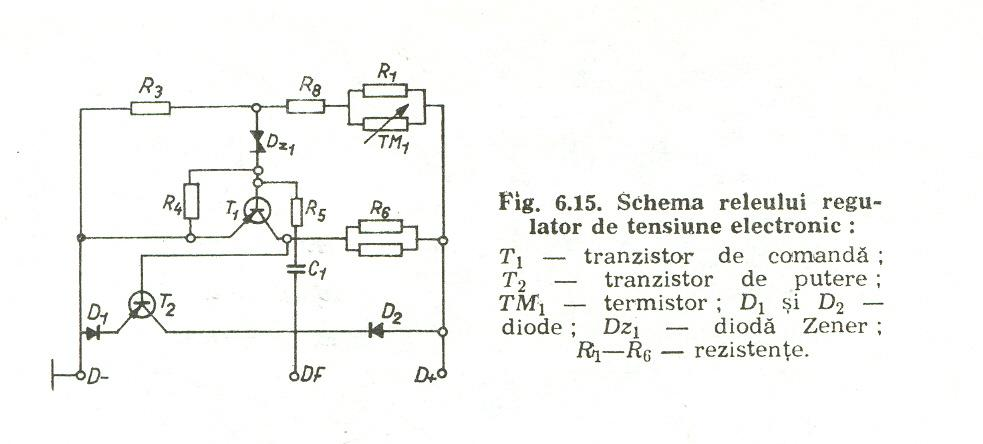 R1
R3
R8
TM1
Dz1
R4
T1
R5
R6
C1
D1
T2
D2
D-
DF
D+
Fig. 6.15. Schema releului regu-
lator de tensiune electronic :
T1 — tranzistor de comandă ;
T2 — tranzistor de putere ;
TM1 — termistor ; D1 și D2 —
diode ; Dz1 — diodă Zener ;
R1—R6 — rezistențe.